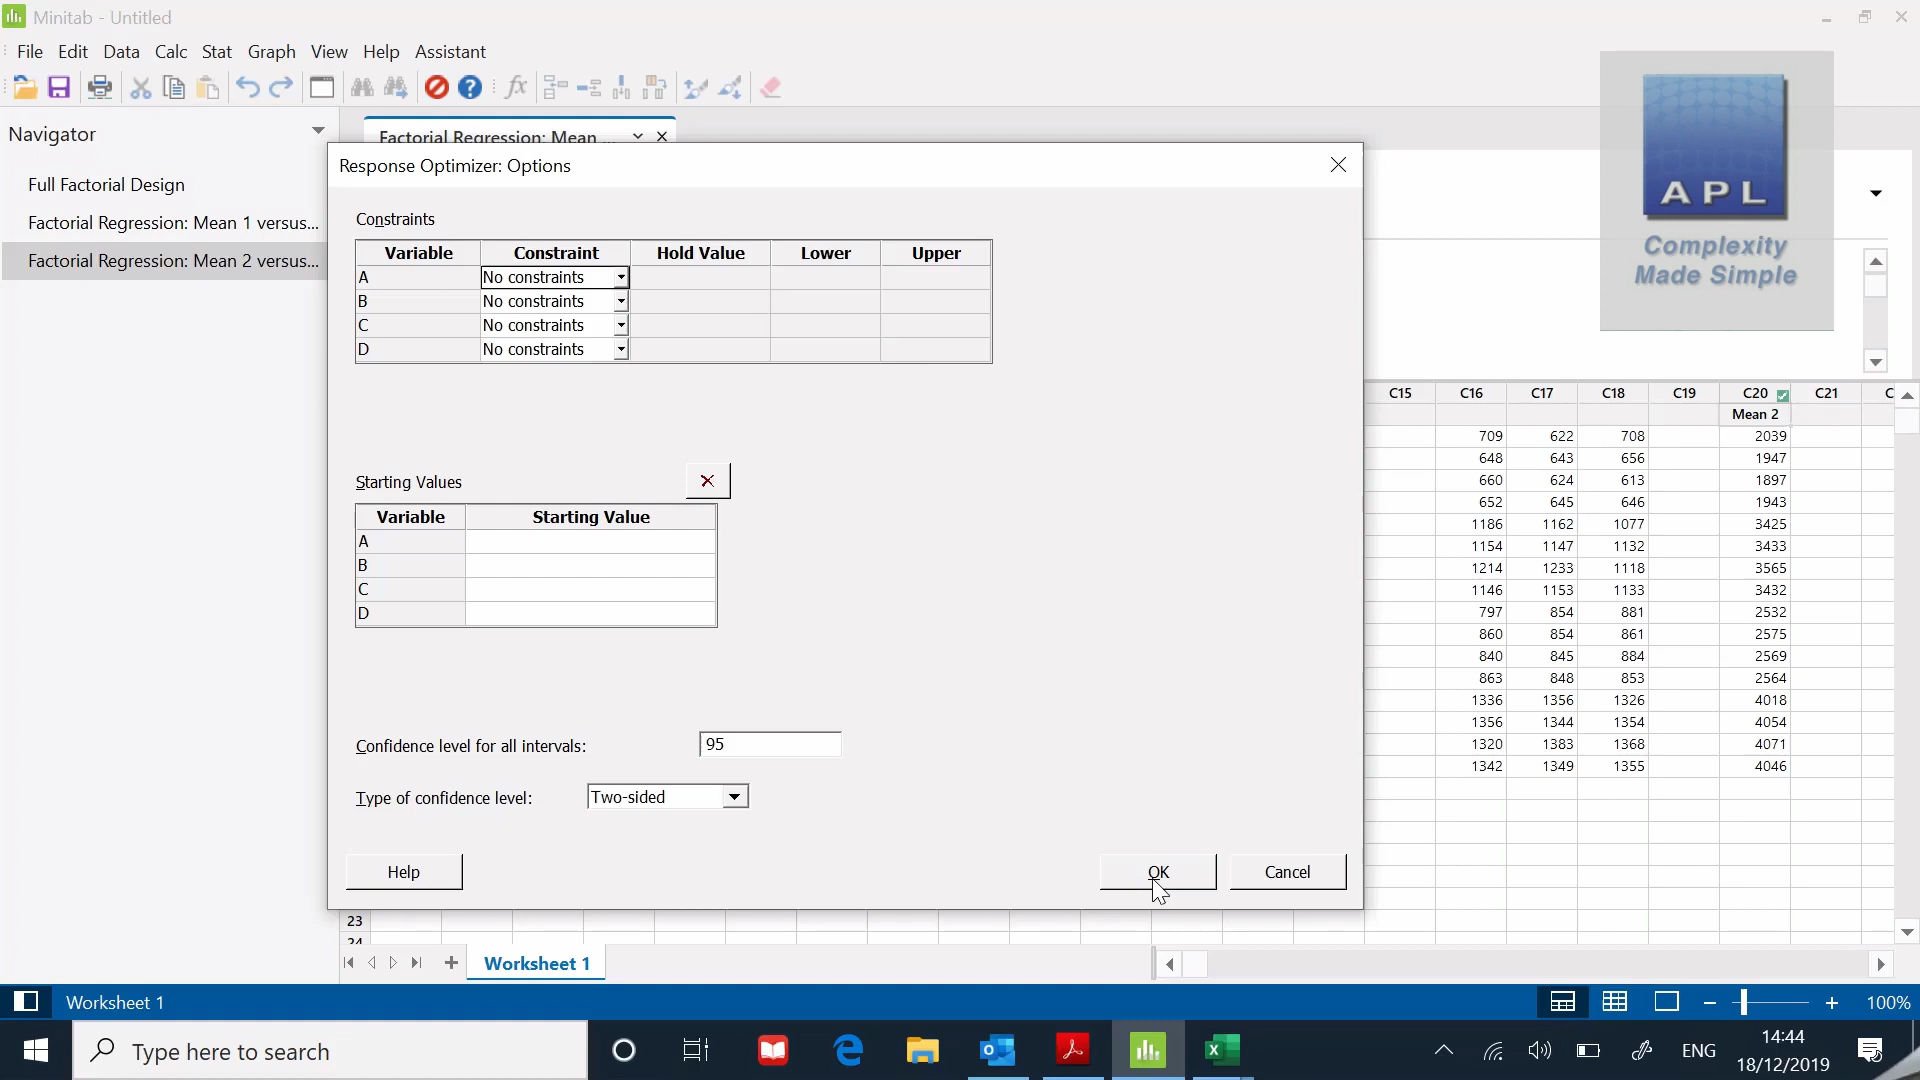 Minitab - Untitled
File Edit Data Calc Stat Graph View Help Assistant
Navigator
Full Factorial Design
Factorial Regression: Mean 1 versus...
Factorial Regression: Mean 2 versus...
Factorial Regression: Mean ...
Response Optimizer: Options
Constraints
Variable Constraint Hold Value Lower Upper
A No constraints
B No constraints
C No constraints
D No constraints
Starting Values
Variable Starting Value
A
B
C
D
Confidence level for all intervals: 95
Type of confidence level: Two-sided
Help OK Cancel
APL
Complexity
Made Simple
C15 C16 C17 C18 C19 C20 C21 C
Mean 2
709 622 708 2039
648 643 656 1947
660 624 613 1897
652 645 646 1943
1186 1162 1077 3425
1154 1147 1132 3433
1214 1233 1118 3565
1146 1153 1133 3432
797 854 881 2532
860 854 861 2575
840 845 884 2569
863 848 853 2564
1336 1356 1326 4018
1356 1344 1354 4054
1320 1383 1368 4071
1342 1349 1355 4046
23
24
Worksheet 1
Worksheet 1
100%
Type here to search
ENG
14:44
18/12/2019